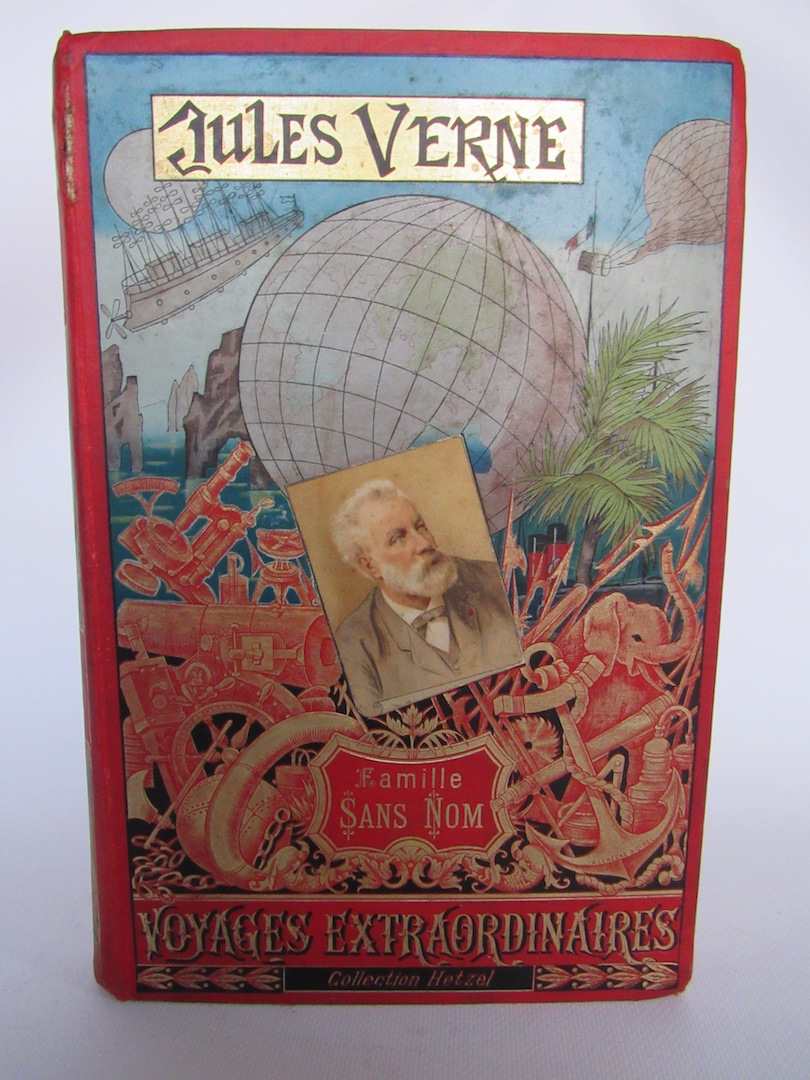 JULES VERNE
Famille
SANS NOM
VOYAGES EXTRAORDINAIRES
Collection Hetzel